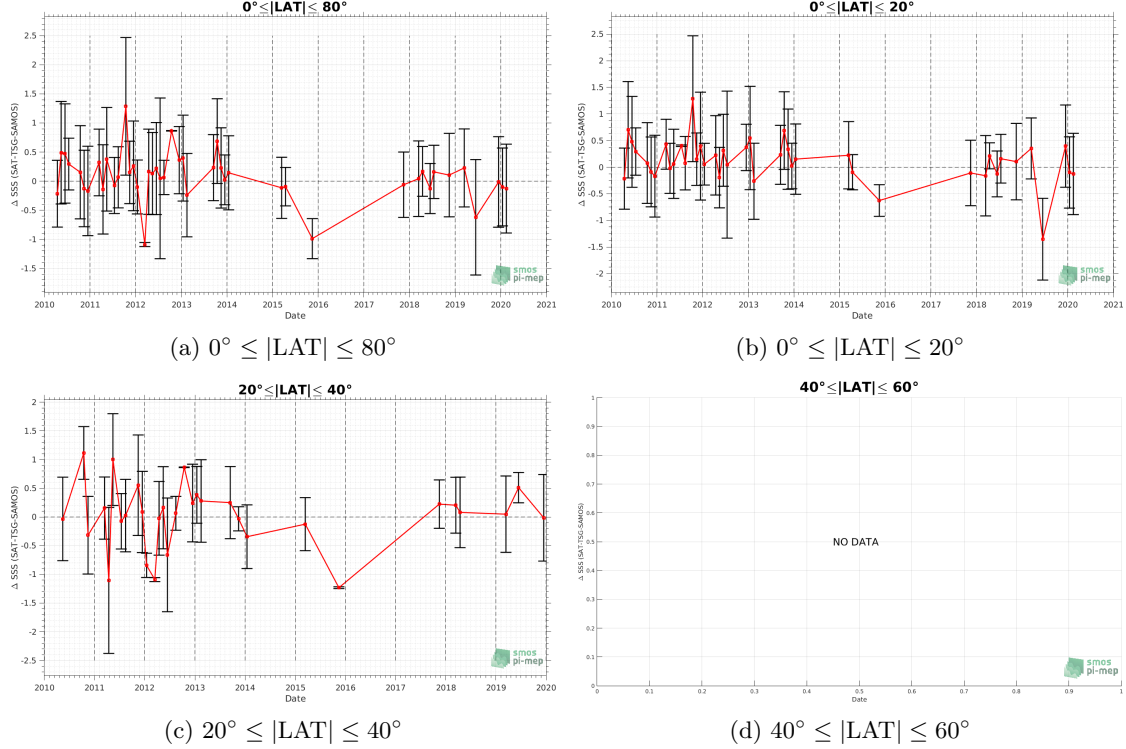 0°≤|LAT|≤ 80°
Δ SSS (SAT-TSG-SAMOS)
2.5
2
1.5
1
0.5
0
-0.5
-1
-1.5
2010 2011 2012 2013 2014 2015 2016 2017 2018 2019 2020 2021
Date
smos
pi-mep
(a) 0° ≤ |LAT| ≤ 80°
0°≤|LAT|≤ 20°
Δ SSS (SAT-TSG-SAMOS)
2.5
2
1.5
1
0.5
0
-0.5
-1
-1.5
-2
2010 2011 2012 2013 2014 2015 2016 2017 2018 2019 2020 2021
Date
smos
pi-mep
(b) 0° ≤ |LAT| ≤ 20°
20°≤|LAT|≤ 40°
Δ SSS (SAT-TSG-SAMOS)
2
1.5
1
0.5
0
-0.5
-1
-1.5
-2
-2.5
2010 2011 2012 2013 2014 2015 2016 2017 2018 2019 2020
Date
smos
pi-mep
(c) 20° ≤ |LAT| ≤ 40°
40°≤|LAT|≤ 60°
Δ SSS (SAT-TSG-SAMOS)
1
0.9
0.8
0.7
0.6
0.5
0.4
0.3
0.2
0.1
0
NO DATA
0 0.1 0.2 0.3 0.4 0.5 0.6 0.7 0.8 0.9 1
Date
smos
pi-mep
(d) 40° ≤ |LAT| ≤ 60°